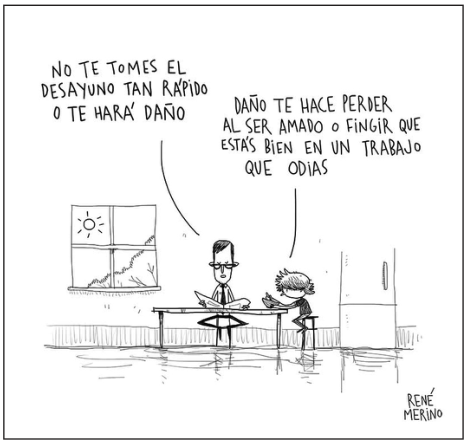 NO TE TOMES EL
DESAYUNO TAN RÁPIDO
O TE HARÁ DAÑO
DAÑO TE HACE PERDER
AL SER AMADO O FINGIR QUE
ESTÁS BIEN EN UN TRABAJO
QUE ODIAS
RENÉ
MERINO